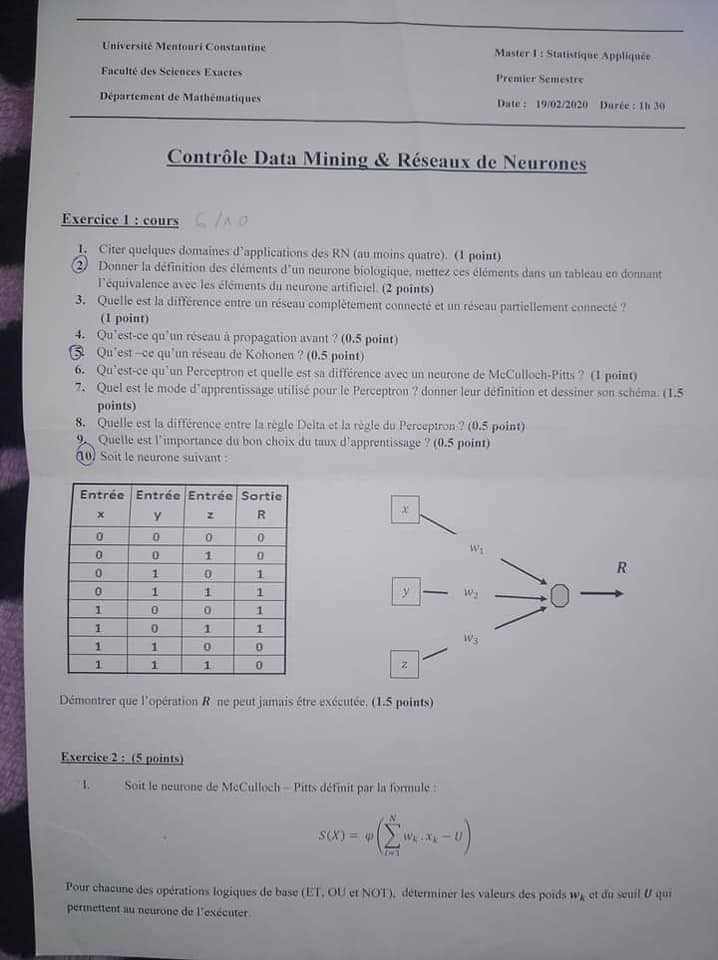 Université Mentouri Constantine
Master I : Statistique Appliquée
Faculté des Sciences Exactes
Premier Semestre
Département de Mathématiques
Date : 19/02/2020 Durée : 1h 30
Contrôle Data Mining & Réseaux de Neurones
Exercice 1 : cours 6/10
1. Citer quelques domaines d'applications des RN (au moins quatre). (1 point)
2 Donner la définition des éléments d'un neurone biologique, mettez ces éléments dans un tableau en donnant
l'équivalence avec les éléments du neurone artificiel. (2 points)
3. Quelle est la différence entre un réseau complètement connecté et un réseau partiellement connecté ?
(1 point)
4. Qu'est-ce qu'un réseau à propagation avant ? (0.5 point)
5. Qu'est –ce qu'un réseau de Kohonen ? (0.5 point)
6. Qu'est-ce qu'un Perceptron et quelle est sa différence avec un neurone de McCulloch-Pitts ? (1 point)
7. Quel est le mode d'apprentissage utilisé pour le Perceptron ? donner leur définition et dessiner son schéma. (1.5
points)
8. Quelle est la différence entre la règle Delta et la règle du Perceptron ? (0.5 point)
9. Quelle est l'importance du bon choix du taux d'apprentissage ? (0.5 point)
10. Soit le neurone suivant :
Entrée Entrée Entrée Sortie
x y z R
0 0 0 0
0 0 1 0
0 1 0 1
0 1 1 1
1 0 0 1
1 0 1 1
1 1 0 0
1 1 1 0
x
w₁
R
y
w₂
w₃
z
Démontrer que l'opération R ne peut jamais être exécutée. (1.5 points)
Exercice 2 : (5 points)
1. Soit le neurone de McCulloch – Pitts définit par la formule :
S(X) = φ(∑ᵢ₌₁ᴺ wₖ . xₖ − U)
Pour chacune des opérations logiques de base (ET, OU et NOT), déterminer les valeurs des poids wₖ et du seuil U qui
permettent au neurone de l'exécuter.